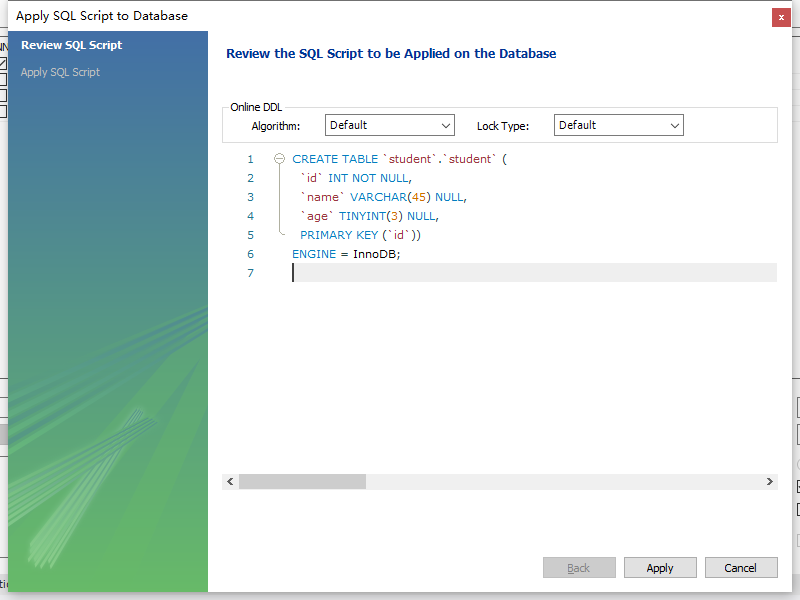 Apply SQL Script to Database
x
Review SQL Script
Apply SQL Script
Review the SQL Script to be Applied on the Database
Online DDL
Algorithm: Default Lock Type: Default
1 CREATE TABLE `student`.`student` (
2 `id` INT NOT NULL,
3 `name` VARCHAR(45) NULL,
4 `age` TINYINT(3) NULL,
5 PRIMARY KEY (`id`))
6 ENGINE = InnoDB;
7
Back Apply Cancel